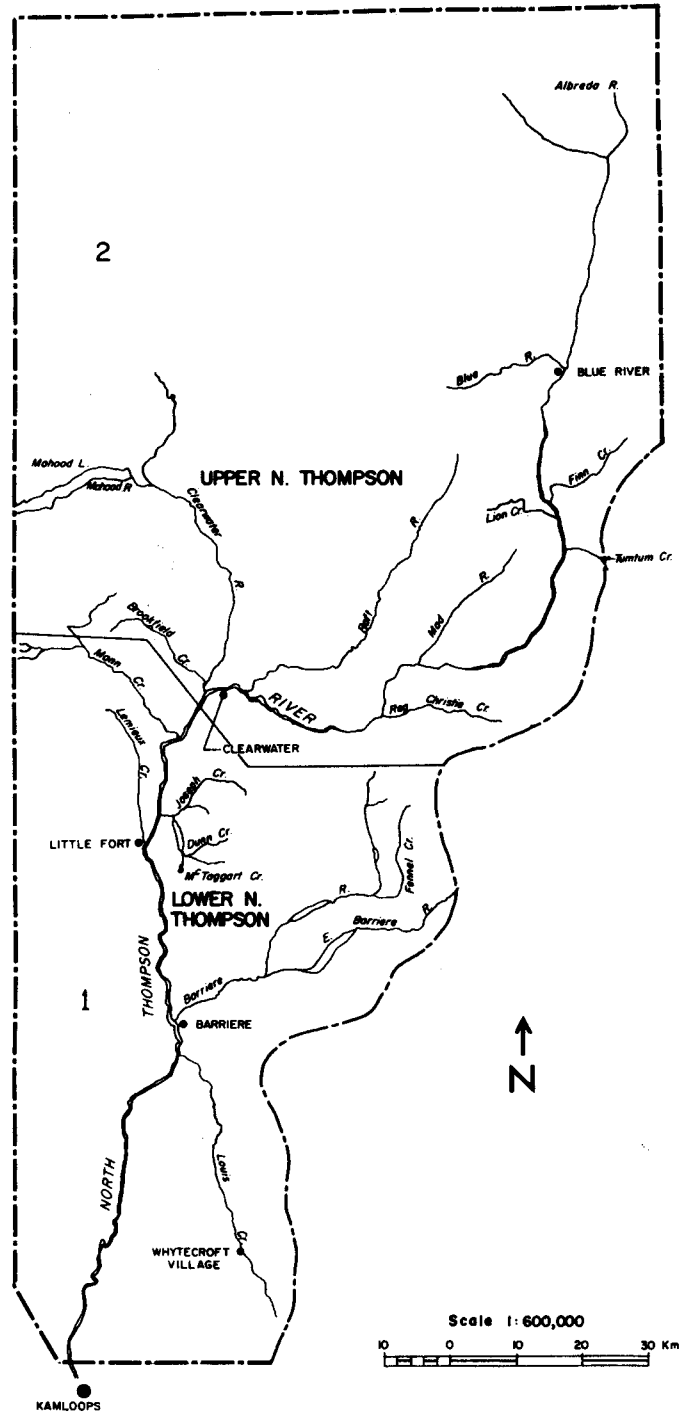 Albreda R.
2
Blue R.
BLUE RIVER
Mahood L.
Mahood R
UPPER N. THOMPSON
Clearwater R.
Finn Cr.
Lion Cr.
Raft R.
Tumtum Cr.
Mad R.
Brookfield Cr.
Mann Cr.
RIVER
Reg Christie Cr.
Lemieux Cr.
CLEARWATER
Joseph Cr.
LITTLE FORT
Dunn Cr.
Fennel Cr.
McTaggart Cr.
LOWER N.
THOMPSON
R.
E. Barriere R.
THOMPSON
1
Barriere
BARRIERE
N
NORTH
Louis Cr.
WHYTECROFT
VILLAGE
Scale 1:600,000
10 0 10 20 30 Km
KAMLOOPS